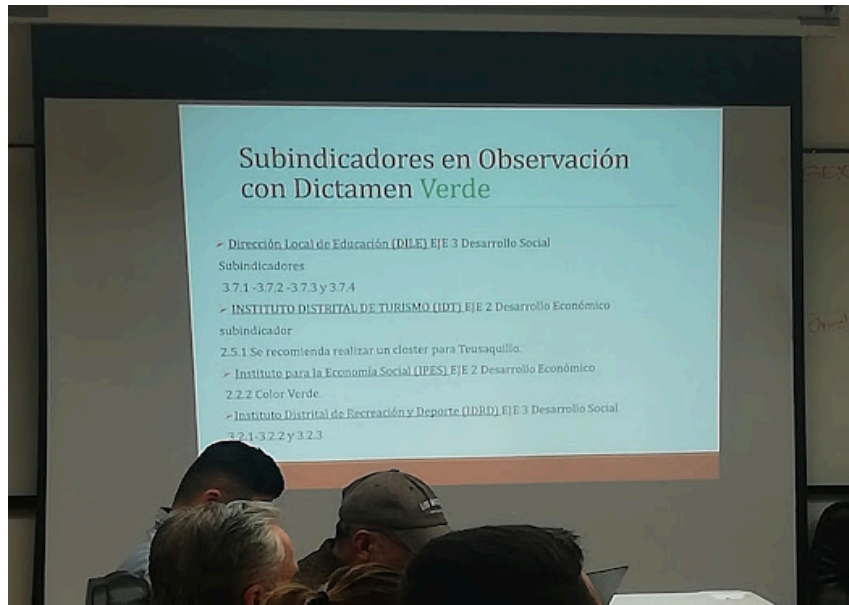 Subindicadores en Observación
con Dictamen Verde
➢ Dirección Local de Educación (DILE) EJE 3 Desarrollo Social
Subindicadores
3.7.1 -3.7.2 -3.7.3 y 3.7.4
➢ INSTITUTO DISTRITAL DE TURISMO (IDT) EJE 2 Desarrollo Económico
subindicador
2.5.1 Se recomienda realizar un closter para Teusaquillo.
➢ Instituto para la Economía Social (IPES) EJE 2 Desarrollo Económico
2.2.2 Color Verde.
➢Instituto Distrital de Recreación y Deporte (IDRD) EJE 3 Desarrollo Social
3.2.1-3.2.2 y 3.2.3